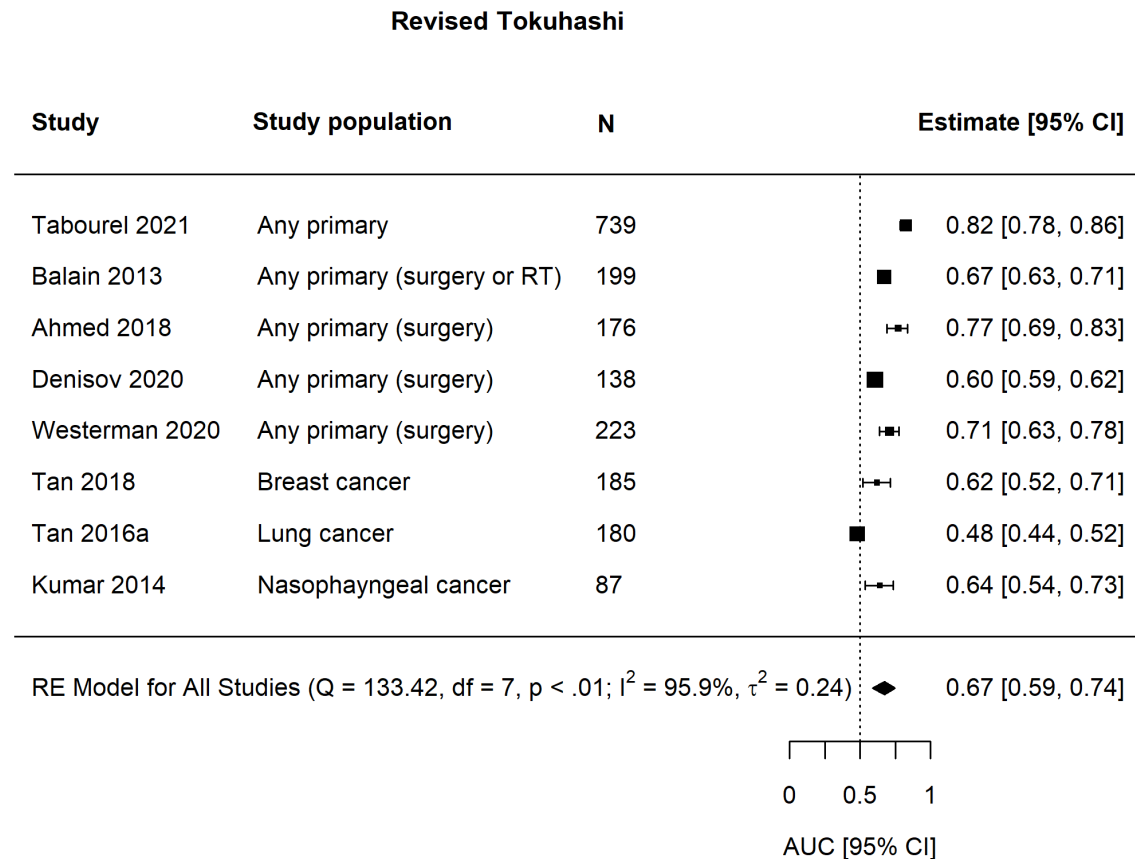 Revised Tokuhashi
Study Study population N Estimate [95% CI]
Tabourel 2021 Any primary 739 0.82 [0.78, 0.86]
Balain 2013 Any primary (surgery or RT) 199 0.67 [0.63, 0.71]
Ahmed 2018 Any primary (surgery) 176 0.77 [0.69, 0.83]
Denisov 2020 Any primary (surgery) 138 0.60 [0.59, 0.62]
Westerman 2020 Any primary (surgery) 223 0.71 [0.63, 0.78]
Tan 2018 Breast cancer 185 0.62 [0.52, 0.71]
Tan 2016a Lung cancer 180 0.48 [0.44, 0.52]
Kumar 2014 Nasophayngeal cancer 87 0.64 [0.54, 0.73]
RE Model for All Studies (Q = 133.42, df = 7, p < .01; I² = 95.9%, τ² = 0.24) 0.67 [0.59, 0.74]
0 0.5 1
AUC [95% CI]